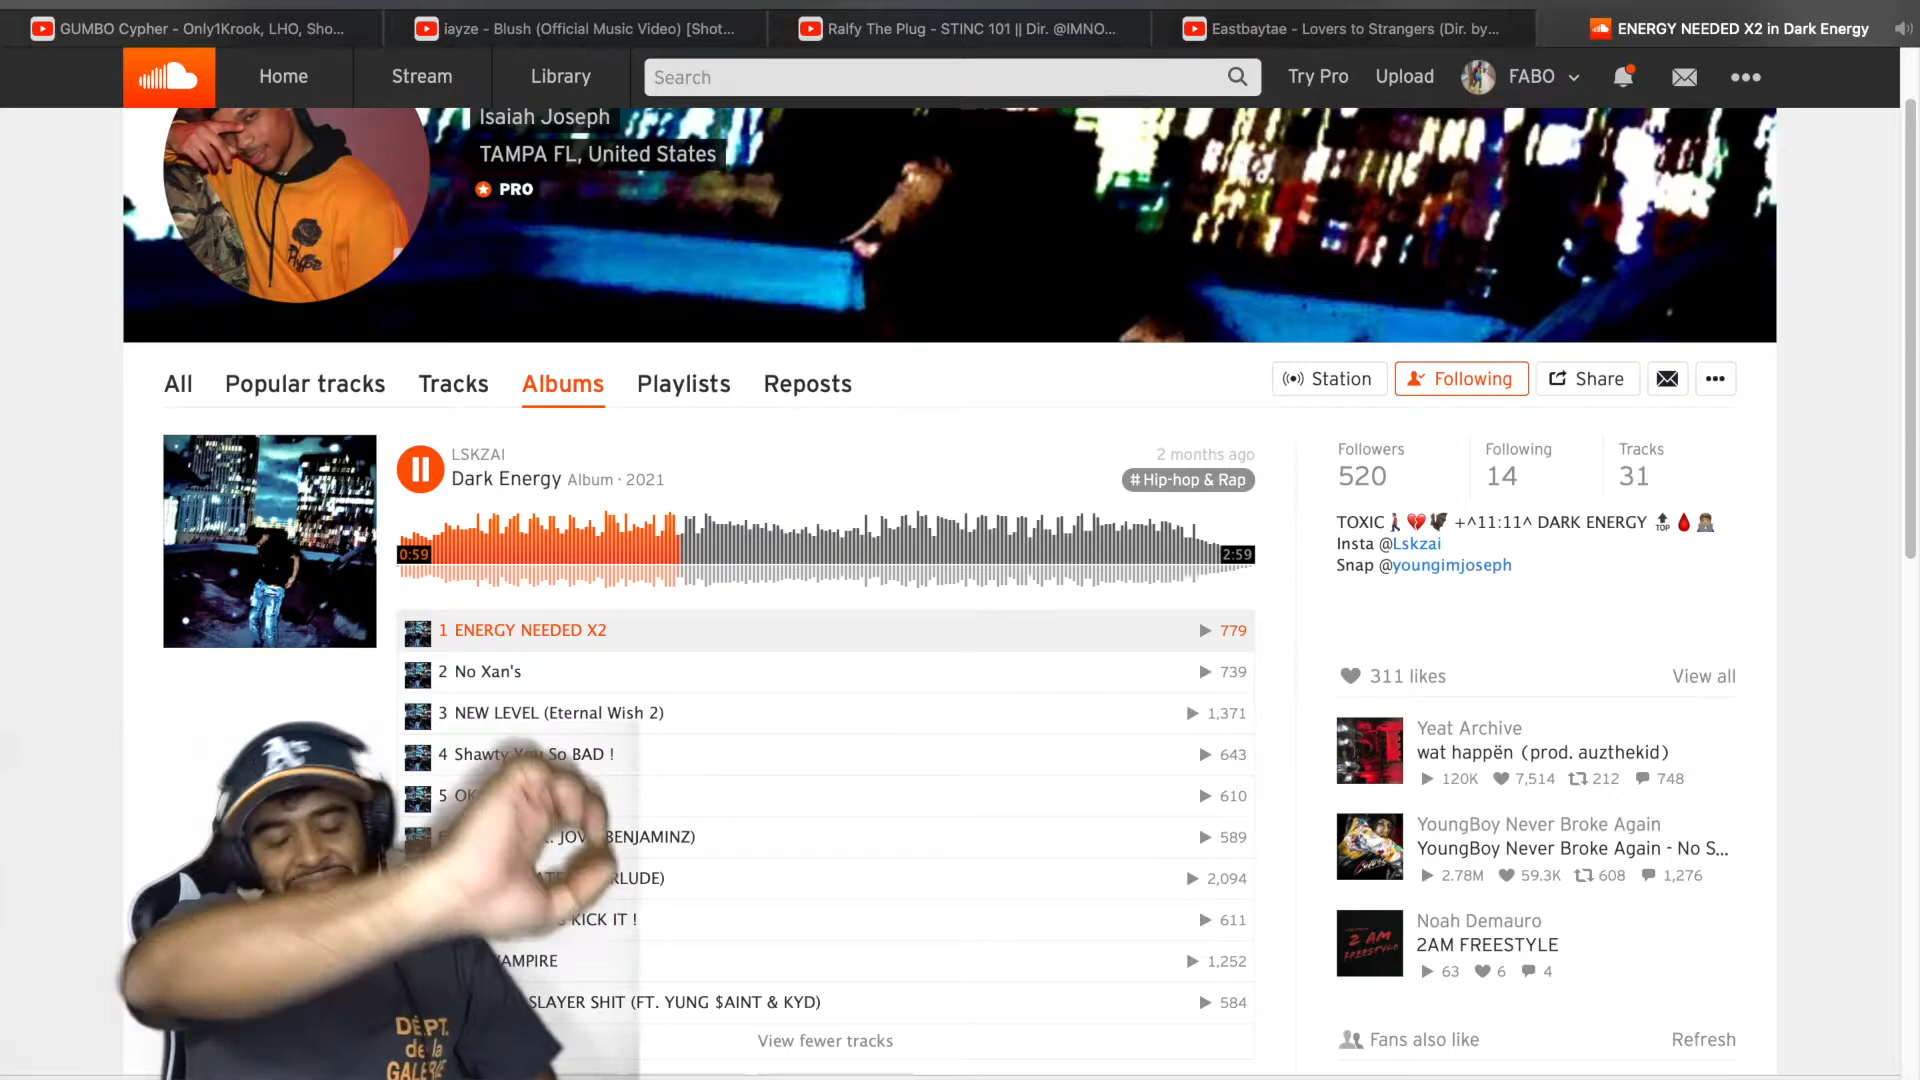 GUMBO Cypher - Only1Krook, LHO, Sho...
iayze - Blush (Official Music Video) [Shot...
Ralfy The Plug - STINC 101 || Dir. @IMNO...
Eastbaytae - Lovers to Strangers (Dir. by...
ENERGY NEEDED X2 in Dark Energy
Home
Stream
Library
Search
Try Pro
Upload
FABO
Isaiah Joseph
TAMPA FL, United States
PRO
All
Popular tracks
Tracks
Albums
Playlists
Reposts
Station
Following
Share
LSKZAI
2 months ago
Dark Energy Album · 2021
# Hip-hop & Rap
0:59
2:59
1 ENERGY NEEDED X2
779
2 No Xan's
739
3 NEW LEVEL (Eternal Wish 2)
1,371
4 Shawty You So BAD !
643
5 OK
610
BENJAMINZ)
589
2,094
KICK IT !
611
VAMPIRE
1,252
SLAYER SHIT (FT. YUNG $AINT & KYD)
584
View fewer tracks
Followers
520
Following
14
Tracks
31
TOXIC🚶💔🦇 +^11:11^ DARK ENERGY 🔝🩸👨🏽‍💻
Insta @Lskzai
Snap @youngimjoseph
311 likes
View all
Yeat Archive
wat happën (prod. auzthekid)
120K 7,514 212 748
YoungBoy Never Broke Again
YoungBoy Never Broke Again - No S...
2.78M 59.3K 608 1,276
Noah Demauro
2AM FREESTYLE
63 6 4
2 AM
FREESTYLE
Fans also like
Refresh
A's
Hype
DÉPT.
de la
GALERIE